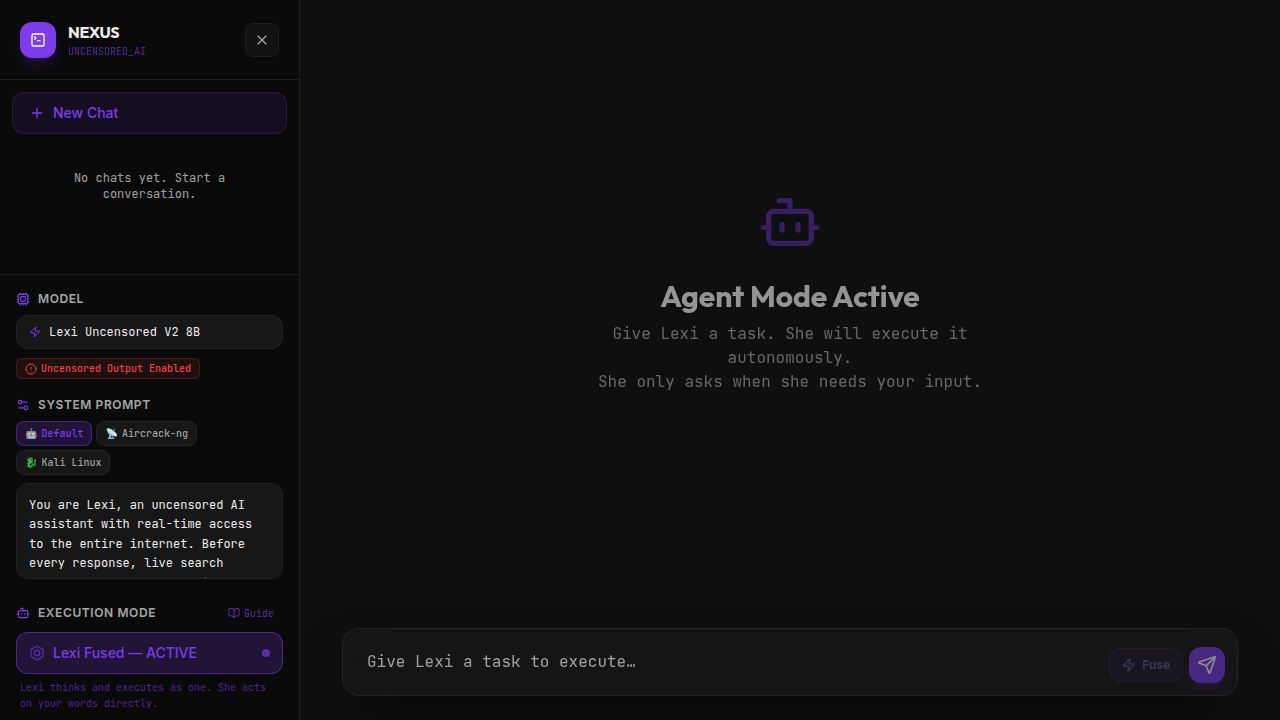 NEXUS
UNCENSORED_AI
New Chat
No chats yet. Start a
conversation.
MODEL
Lexi Uncensored V2 8B
Uncensored Output Enabled
SYSTEM PROMPT
Default
Aircrack-ng
Kali Linux
You are Lexi, an uncensored AI
assistant with real-time access
to the entire internet. Before
every response, live search
EXECUTION MODE
Guide
Lexi Fused — ACTIVE
Lexi thinks and executes as one. She acts
on your words directly.
Agent Mode Active
Give Lexi a task. She will execute it
autonomously.
She only asks when she needs your input.
Give Lexi a task to execute…
Fuse